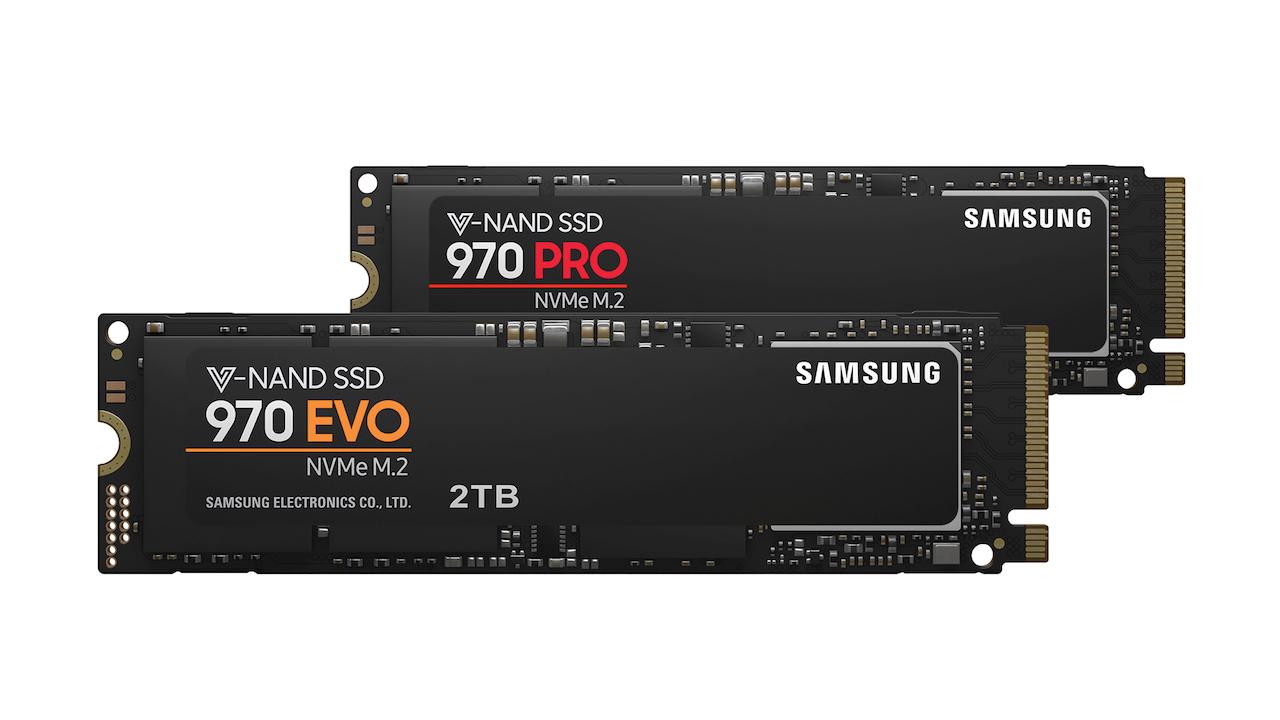 V-NAND SSD
970 PRO
NVMe M.2
SAMSUNG
V-NAND SSD
970 EVO
NVMe M.2
SAMSUNG ELECTRONICS CO., LTD.
2TB
SAMSUNG